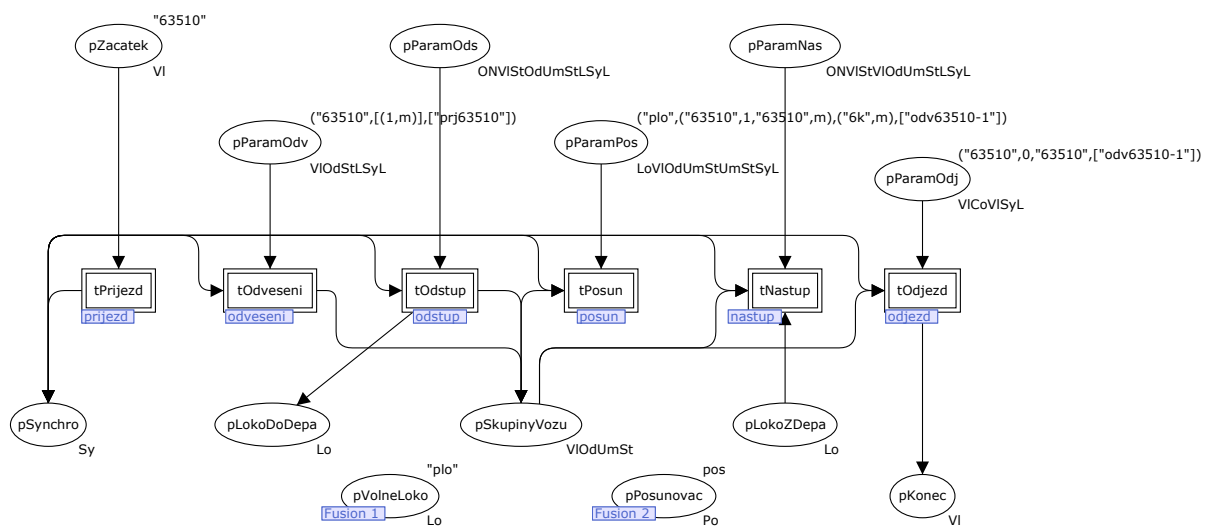 "63510"
pZacatek
Vl
pParamOds
ONVlStOdUmStLSyL
pParamNas
ONVlStVlOdUmStLSyL
("63510",[(1,m)],["prj63510"])
pParamOdv
VlOdStLSyL
("plo",("63510",1,"63510",m),("6k",m),["odv63510-1"])
pParamPos
LoVlOdUmStUmStSyL
("63510",0,"63510",["odv63510-1"])
pParamOdj
VlCoVlSyL
tPrijezd
prijezd
tOdveseni
odveseni
tOdstup
odstup
tPosun
posun
tNastup
nastup
tOdjezd
odjezd
pSynchro
Sy
pLokoDoDepa
Lo
pSkupinyVozu
VlOdUmSt
pLokoZDepa
Lo
"plo"
pVolneLoko
Fusion 1
Lo
pos
pPosunovac
Fusion 2
Po
pKonec
Vl